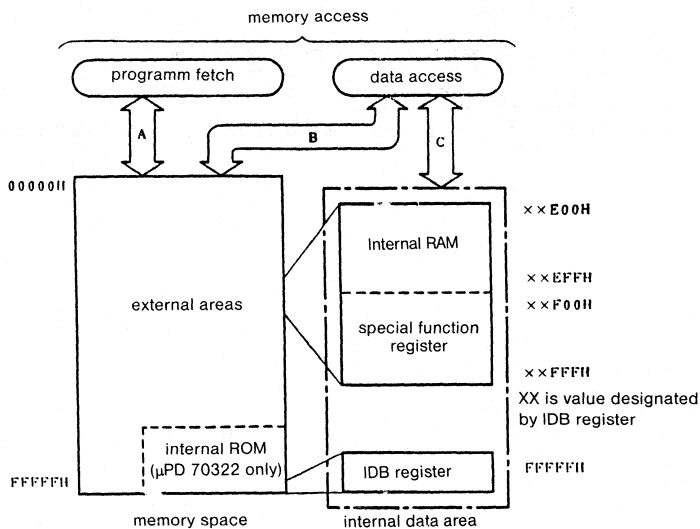 memory access
programm fetch
data access
A
B
C
00000H
××E00H
Internal RAM
××EFFH
××F00H
external areas
special function
register
××FFFH
XX is value designated
by IDB register
internal ROM
(µPD 70322 only)
IDB register
FFFFFH
FFFFFH
memory space
internal data area